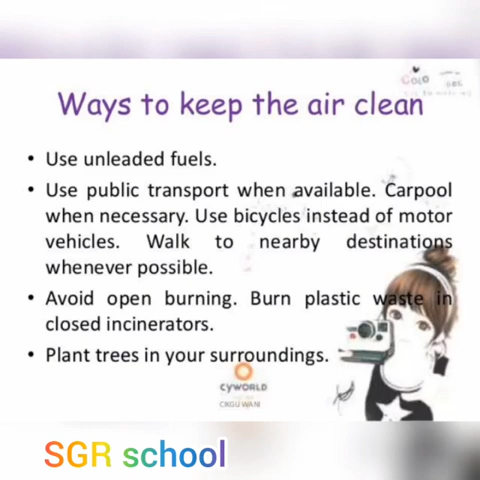 Ways to keep the air clean
• Use unleaded fuels.
• Use public transport when available. Carpool
when necessary. Use bicycles instead of motor
vehicles. Walk to nearby destinations
whenever possible.
• Avoid open burning. Burn plastic waste in
closed incinerators.
• Plant trees in your surroundings.
CYWORLD
CIKGU WANI
SGR school